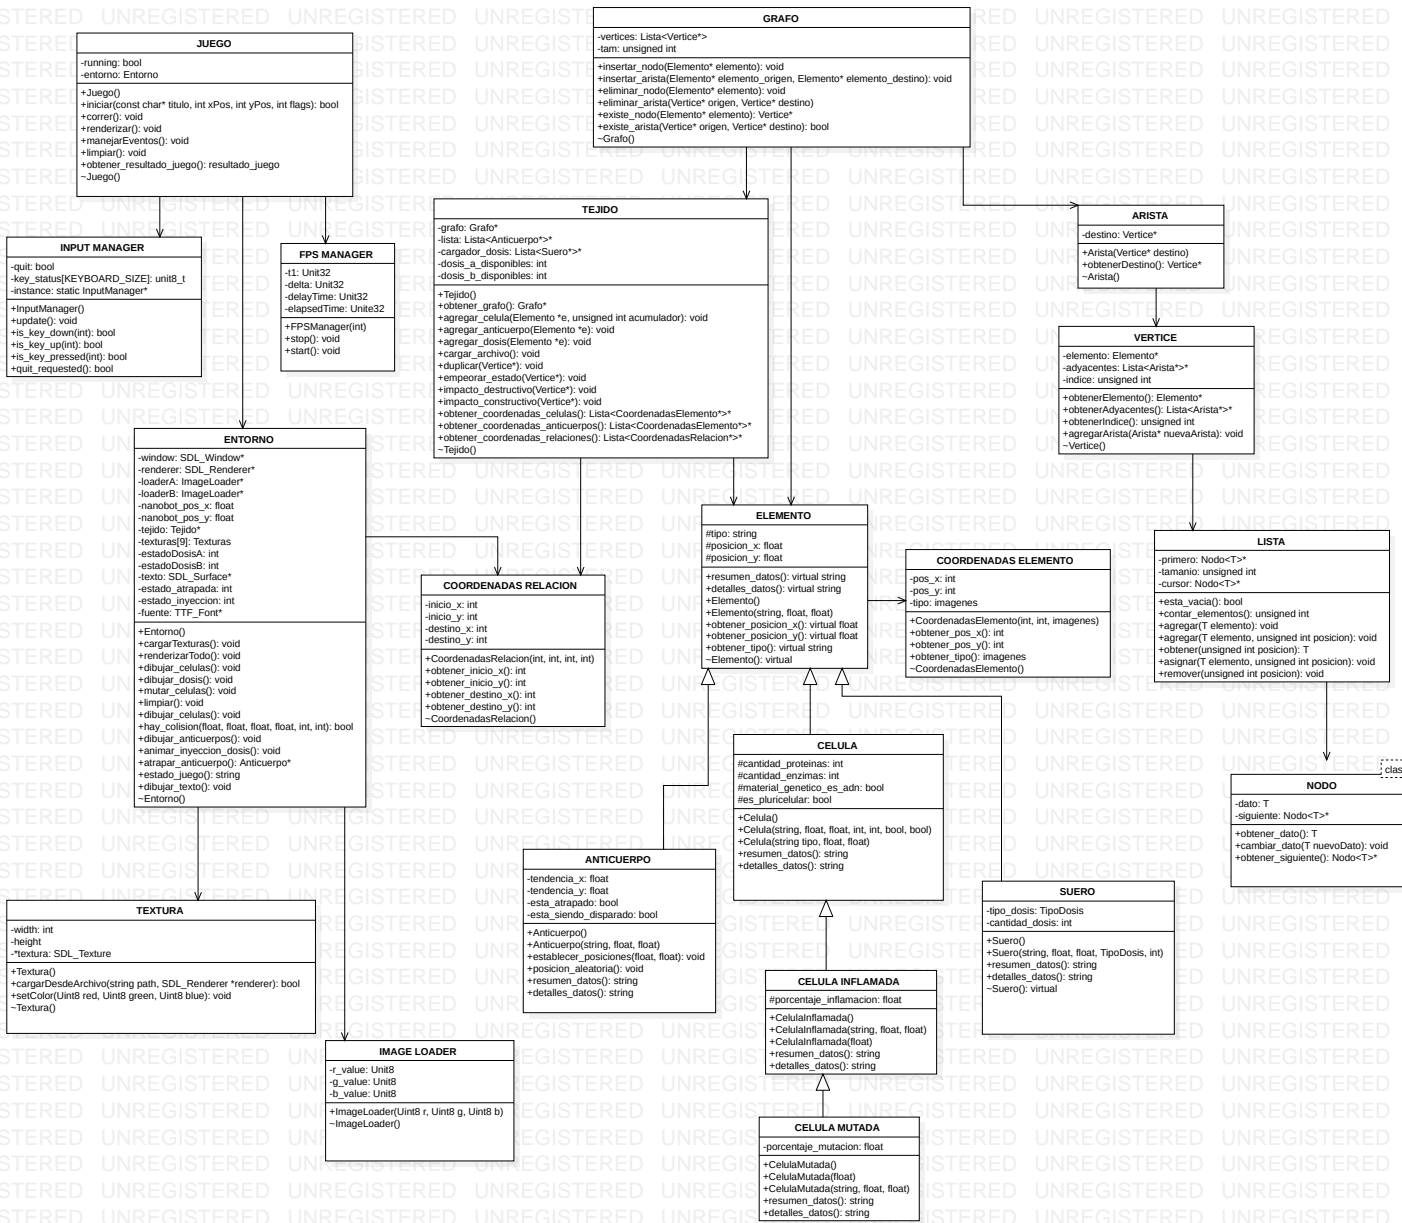 JUEGO
-running: bool
-entorno: Entorno
+Juego()
+iniciar(const char* titulo, int xPos, int yPos, int flags): bool
+correr(): void
+renderizar(): void
+manejarEventos(): void
+limpiar(): void
+obtener_resultado_juego(): resultado_juego
~Juego()
GRAFO
-vertices: Lista<Vertice*>
-tam: unsigned int
+insertar_nodo(Elemento* elemento): void
+insertar_arista(Elemento* elemento_origen, Elemento* elemento_destino): void
+eliminar_nodo(Elemento* elemento): void
+eliminar_arista(Vertice* origen, Vertice* destino)
+existe_nodo(Elemento* elemento): Vertice*
+existe_arista(Vertice* origen, Vertice* destino): bool
~Grafo()
INPUT MANAGER
-quit: bool
-key_status[KEYBOARD_SIZE]: unit8_t
-instance: static InputManager*
+InputManager()
+update(): void
+is_key_down(int): bool
+is_key_up(int): bool
+is_key_pressed(int): bool
+quit_requested(): bool
FPS MANAGER
-t1: Unit32
-delta: Unit32
-delayTime: Unit32
-elapsedTime: Unite32
+FPSManager(int)
+stop(): void
+start(): void
TEJIDO
-grafo: Grafo*
-lista: Lista<Anticuerpo*>*
-cargador_dosis: Lista<Suero*>*
-dosis_a_disponibles: int
-dosis_b_disponibles: int
+Tejido()
+obtener_grafo(): Grafo*
+agregar_celula(Elemento *e, unsigned int acumulador): void
+agregar_anticuerpo(Elemento *e): void
+agregar_dosis(Elemento *e): void
+cargar_archivo(): void
+duplicar(Vertice*): void
+empeorar_estado(Vertice*): void
+impacto_destructivo(Vertice*): void
+impacto_constructivo(Vertice*): void
+obtener_coordenadas_celulas(): Lista<CoordenadasElemento*>*
+obtener_coordenadas_anticuerpos(): Lista<CoordenadasElemento*>*
+obtener_coordenadas_relaciones(): Lista<CoordenadasRelacion*>*
~Tejido()
ARISTA
-destino: Vertice*
+Arista(Vertice* destino)
+obtenerDestino(): Vertice*
~Arista()
VERTICE
-elemento: Elemento*
-adyacentes: Lista<Arista*>*
-indice: unsigned int
+obtenerElemento(): Elemento*
+obtenerAdyacentes(): Lista<Arista*>*
+obtenerIndice(): unsigned int
+agregarArista(Arista* nuevaArista): void
~Vertice()
ENTORNO
-window: SDL_Window*
-renderer: SDL_Renderer*
-loaderA: ImageLoader*
-loaderB: ImageLoader*
-nanobot_pos_x: float
-nanobot_pos_y: float
-tejido: Tejido*
-texturas[9]: Texturas
-estadoDosisA: int
-estadoDosisB: int
-texto: SDL_Surface*
-estado_atrapada: int
-estado_inyeccion: int
-fuente: TTF_Font*
+Entorno()
+cargarTexturas(): void
+renderizarTodo(): void
+dibujar_celulas(): void
+dibujar_dosis(): void
+mutar_celulas(): void
+limpiar(): void
+dibujar_celulas(): void
+hay_colision(float, float, float, float, int, int): bool
+dibujar_anticuerpos(): void
+animar_inyeccion_dosis(): void
+atrapar_anticuerpo(): Anticuerpo*
+estado_juego(): string
+dibujar_texto(): void
~Entorno()
COORDENADAS RELACION
-inicio_x: int
-inicio_y: int
-destino_x: int
-destino_y: int
+CoordenadasRelacion(int, int, int, int)
+obtener_inicio_x(): int
+obtener_inicio_y(): int
+obtener_destino_x(): int
+obtener_destino_y(): int
~CoordenadasRelacion()
ELEMENTO
#tipo: string
#posicion_x: float
#posicion_y: float
+resumen_datos(): virtual string
+detalles_datos(): virtual string
+Elemento()
+Elemento(string, float, float)
+obtener_posicion_x(): virtual float
+obtener_posicion_y(): virtual float
+obtener_tipo(): virtual string
~Elemento(): virtual
COORDENADAS ELEMENTO
-pos_x: int
-pos_y: int
-tipo: imagenes
+CoordenadasElemento(int, int, imagenes)
+obtener_pos_x(): int
+obtener_pos_y(): int
+obtener_tipo(): imagenes
~CoordenadasElemento()
LISTA
-primero: Nodo<T>*
-tamanio: unsigned int
-cursor: Nodo<T>*
+esta_vacia(): bool
+contar_elementos(): unsigned int
+agregar(T elemento): void
+agregar(T elemento, unsigned int posicion): void
+obtener(unsigned int posicion): T
+asignar(T elemento, unsigned int posicion): void
+remover(unsigned int posicion): void
clas
NODO
-dato: T
-siguiente: Nodo<T>*
+obtener_dato(): T
+cambiar_dato(T nuevoDato): void
+obtener_siguiente(): Nodo<T>*
CELULA
#cantidad_proteinas: int
#cantidad_enzimas: int
#material_genetico_es_adn: bool
#es_pluricelular: bool
+Celula()
+Celula(string, float, float, int, int, bool, bool)
+Celula(string tipo, float, float)
+resumen_datos(): string
+detalles_datos(): string
ANTICUERPO
-tendencia_x: float
-tendencia_y: float
-esta_atrapado: bool
-esta_siendo_disparado: bool
+Anticuerpo()
+Anticuerpo(string, float, float)
+establecer_posiciones(float, float): void
+posicion_aleatoria(): void
+resumen_datos(): string
+detalles_datos(): string
SUERO
-tipo_dosis: TipoDosis
-cantidad_dosis: int
+Suero()
+Suero(string, float, float, TipoDosis, int)
+resumen_datos(): string
+detalles_datos(): string
~Suero(): virtual
TEXTURA
-width: int
-height
-*textura: SDL_Texture
+Textura()
+cargarDesdeArchivo(string path, SDL_Renderer *renderer): bool
+setColor(Uint8 red, Uint8 green, Uint8 blue): void
~Textura()
CELULA INFLAMADA
#porcentaje_inflamacion: float
+CelulaInflamada()
+CelulaInflamada(string, float, float)
+CelulaInflamada(float)
+resumen_datos(): string
+detalles_datos(): string
IMAGE LOADER
-r_value: Unit8
-g_value: Unit8
-b_value: Unit8
+ImageLoader(Uint8 r, Uint8 g, Uint8 b)
~ImageLoader()
CELULA MUTADA
-porcentaje_mutacion: float
+CelulaMutada()
+CelulaMutada(float)
+CelulaMutada(string, float, float)
+resumen_datos(): string
+detalles_datos(): string